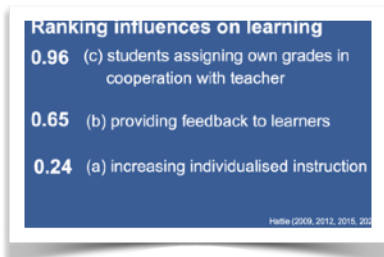 Ranking influences on learning
0.96 (c) students assigning own grades in
cooperation with teacher
0.65 (b) providing feedback to learners
0.24 (a) increasing individualised instruction
Hattie (2009, 2012, 2015, 202